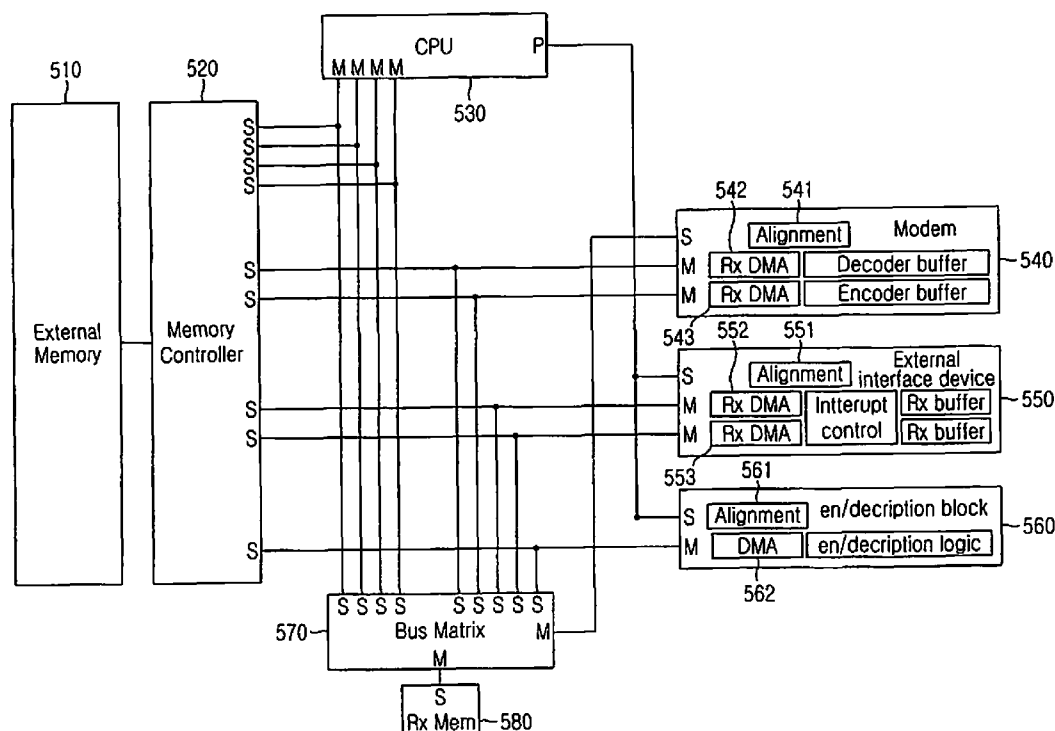 CPU P
M M M M
530
510
520
External
Memory
Memory
Controller
S
S
S
S
S
S
S
S
S
542 541
S Alignment Modem
M Rx DMA Decoder buffer
M Rx DMA Encoder buffer
540
543
552 551
External
S Alignment interface device
M Rx DMA Intterupt Rx buffer
M Rx DMA control Rx buffer
550
553
561
S Alignment en/decription block
M DMA en/decription logic
560
562
S S S S S S S S S
570 Bus Matrix M
M
S
Rx Mem 580